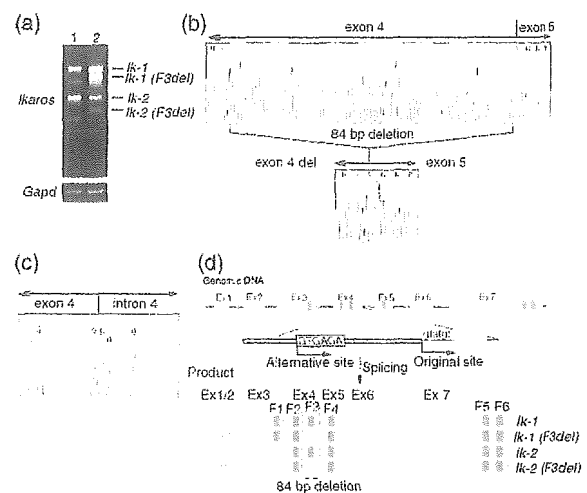 (a)
1 2
Ik-1
Ik-1 (F3del)
Ikaros
Ik-2
Ik-2 (F3del)
Gapd
(b)
exon 4 exon 5
84 bp deletion
exon 4 del exon 5
(c)
exon 4 intron 4
(d)
Genomic DNA
Ex1 Ex2 Ex3 Ex4 Ex5 Ex6 Ex7
Alternative site Original site
Splicing
Product
Ex1/2 Ex3 Ex4 Ex5 Ex6 Ex 7
F1 F2 F3 F4 F5 F6
Ik-1
Ik-1 (F3del)
Ik-2
Ik-2 (F3del)
84 bp deletion